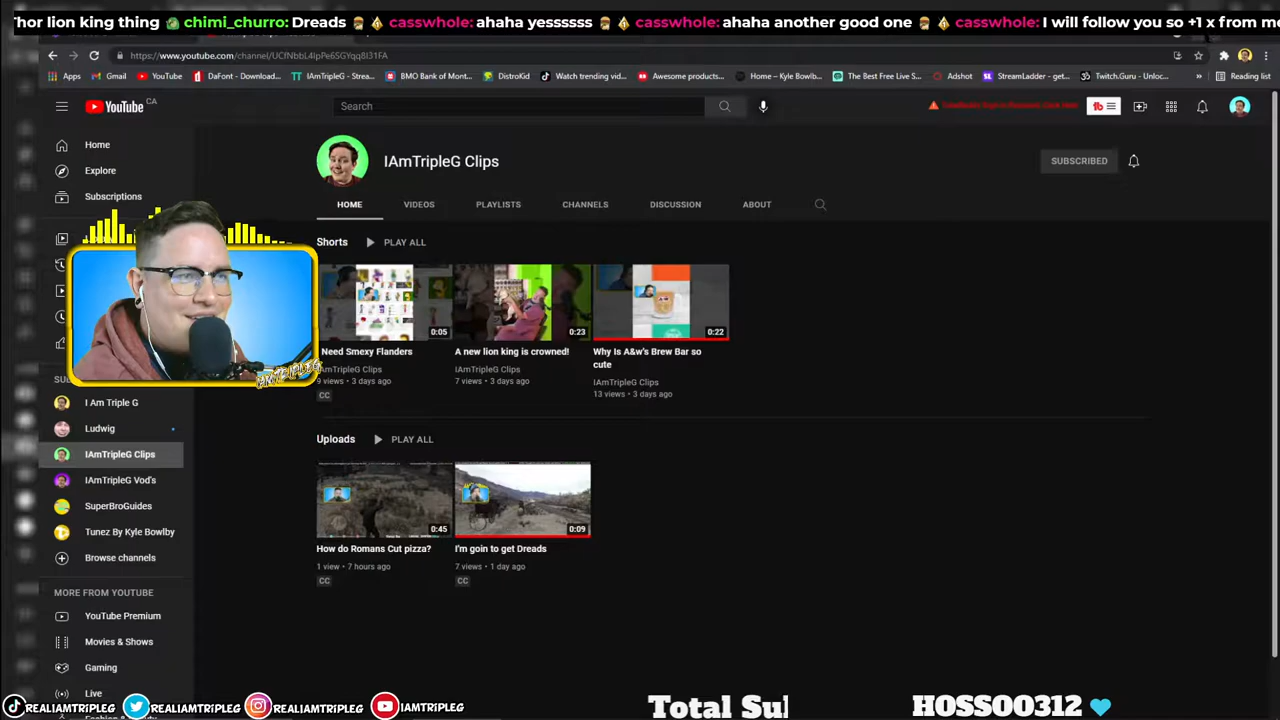 Thor lion king thing chimi_churro: Dreads casswhole: ahaha yessssss casswhole: ahaha another good one casswhole: I will follow you so +1 x from me
https://www.youtube.com/channel/UCfNbbL4IpPe6SGYqq8I31FA
Apps Gmail YouTube DaFont - Download... IAmTripleG - Strea... BMO Bank of Mont... DistroKid Watch trending vid... Awesome products... Home – Kyle Bowlb... The Best Free Live S... Adshot StreamLadder - get... Twitch.Guru - Unloc... » Reading list
YouTube CA
Search
IAmTripleG Clips
SUBSCRIBED
HOME VIDEOS PLAYLISTS CHANNELS DISCUSSION ABOUT
Home
Explore
Subscriptions
I Am Triple G
Ludwig
IAmTripleG Clips
IAmTripleG Vod's
SuperBroGuides
Tunez By Kyle Bowlby
Browse channels
MORE FROM YOUTUBE
YouTube Premium
Movies & Shows
Gaming
Live
Shorts PLAY ALL
0:05 0:23 0:22
Need Smexy Flanders
IAmTripleG Clips
9 views • 3 days ago
CC
A new lion king is crowned!
IAmTripleG Clips
7 views • 3 days ago
Why Is A&w's Brew Bar so
cute
IAmTripleG Clips
13 views • 3 days ago
Uploads PLAY ALL
0:45 0:09
How do Romans Cut pizza?
1 view • 7 hours ago
CC
I'm goin to get Dreads
7 views • 1 day ago
CC
IAMTRIPLEG
REALIAMTRIPLEG REALIAMTRIPLEG REALIAMTRIPLEG IAMTRIPLEG
Total Sul HOSS00312